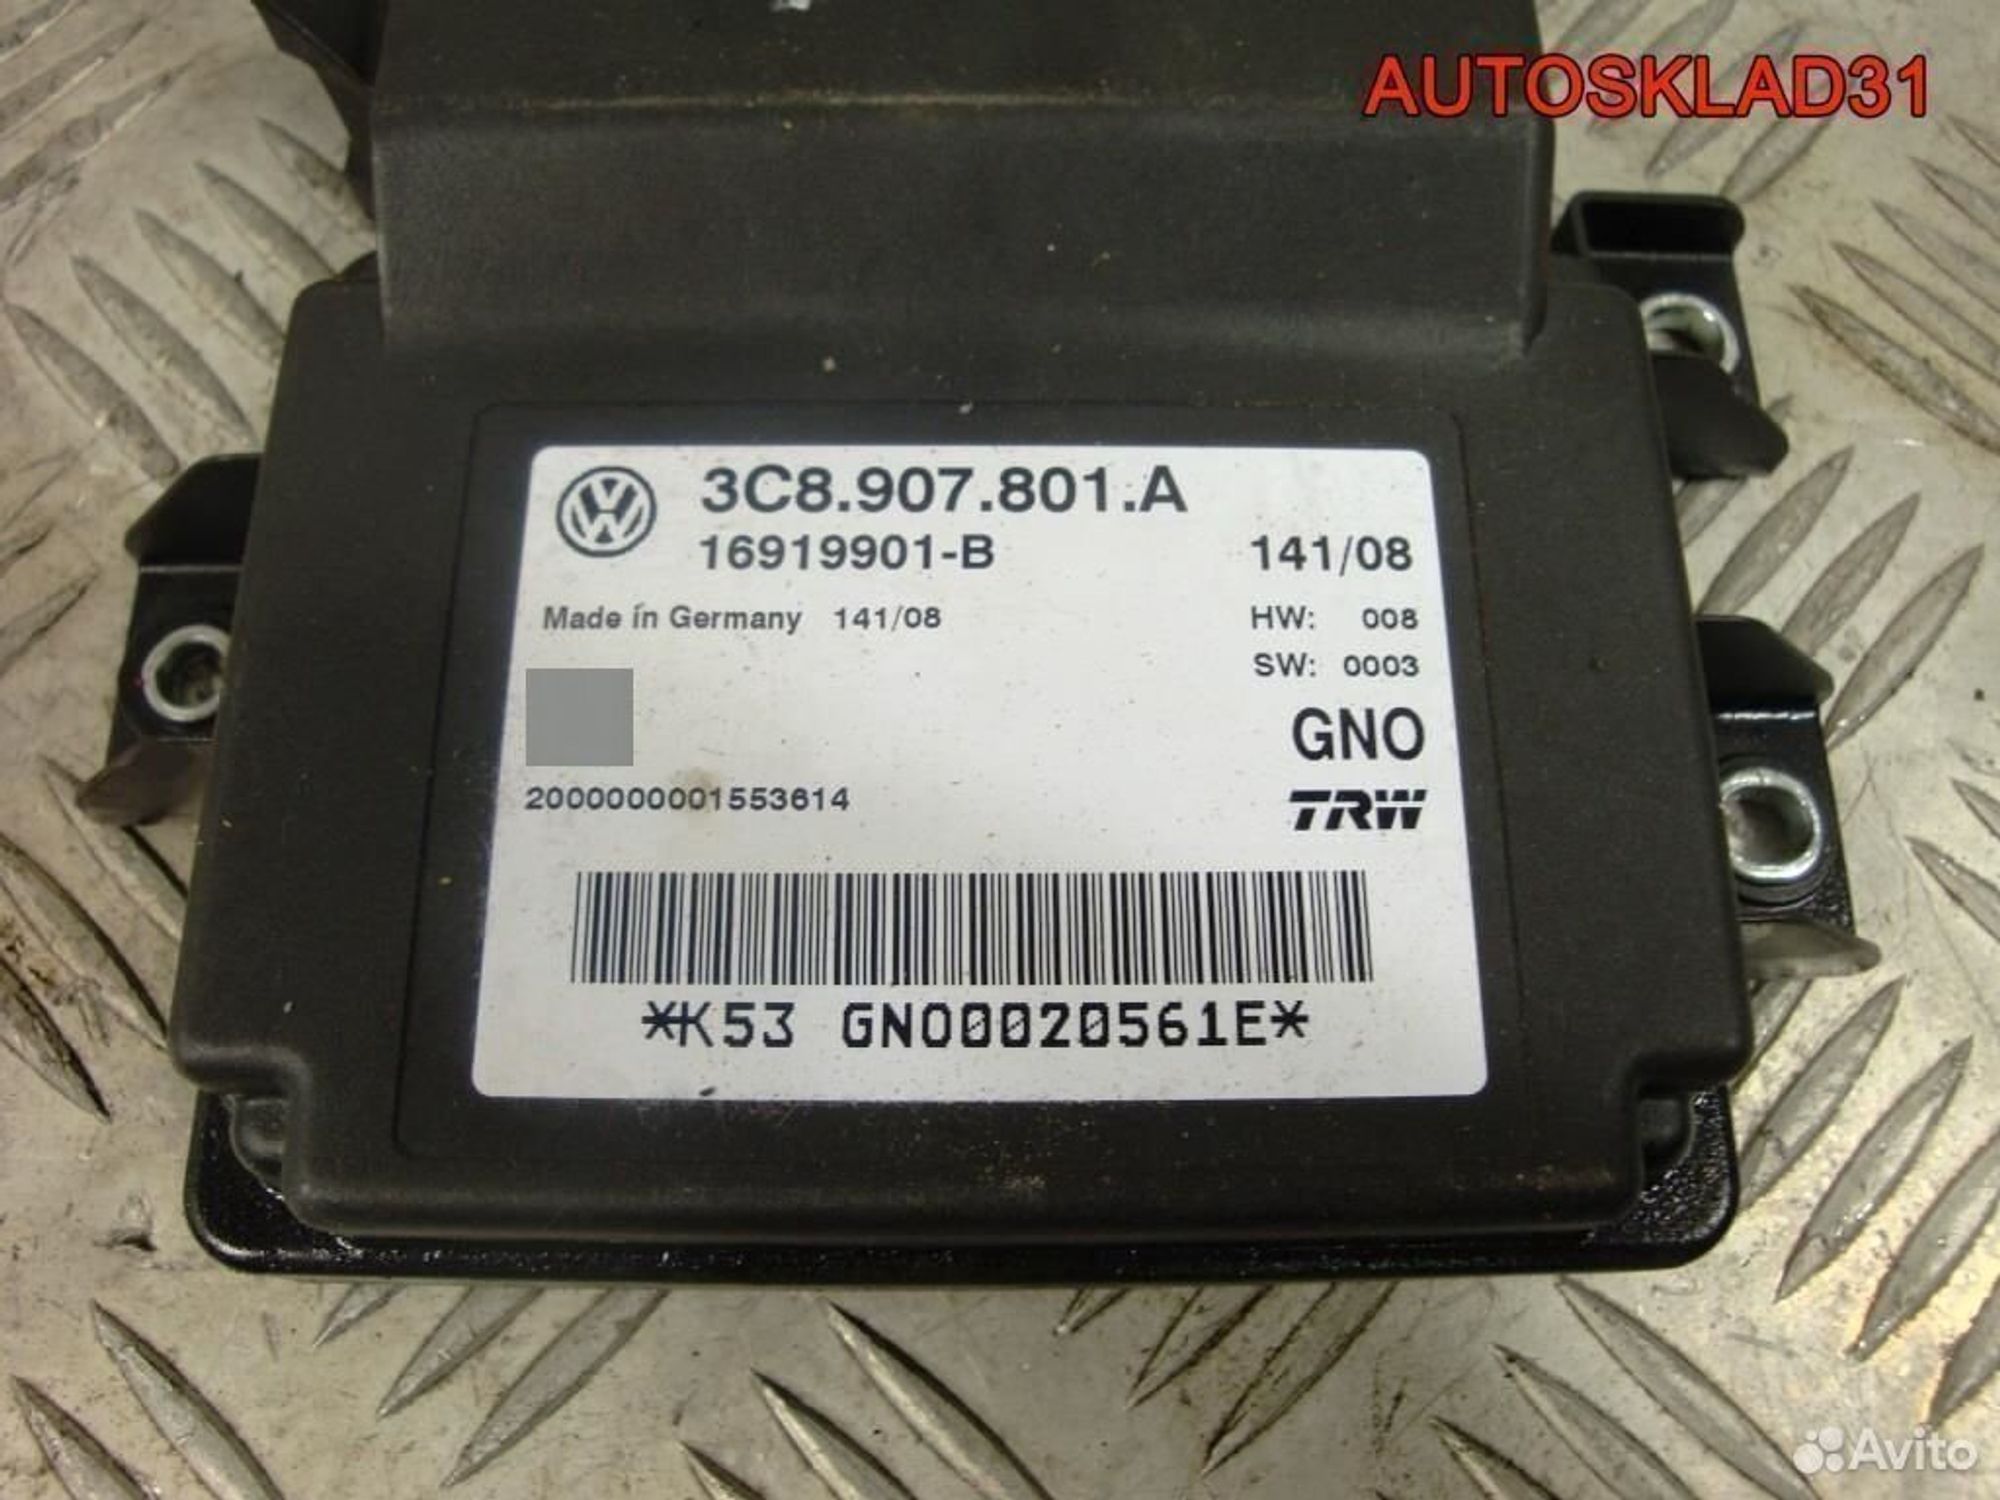 AUTOSKLAD31
3C8.907.801.A
16919901-B 141/08
Made in Germany 141/08 HW: 008
SW: 0003
GNO
2000000001553614 TRW
*K53 GNO00020561E*
Avito